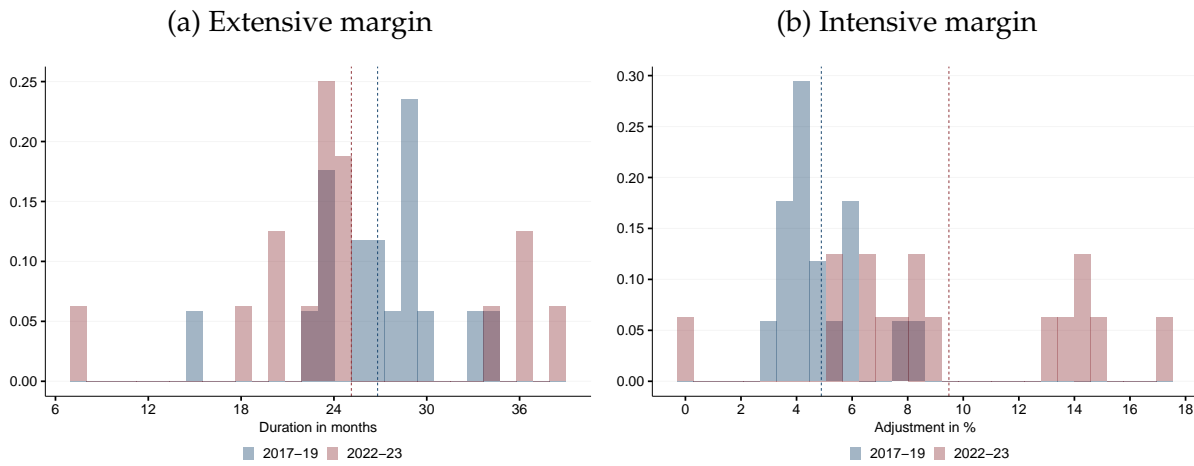 (a) Extensive margin
0.25
0.20
0.15
0.10
0.05
0.00
6 12 18 24 30 36
Duration in months
2017−19 2022−23
(b) Intensive margin
0.30
0.25
0.20
0.15
0.10
0.05
0.00
0 2 4 6 8 10 12 14 16 18
Adjustment in %
2017−19 2022−23